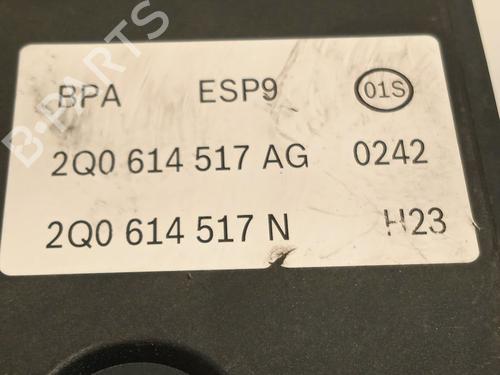 B-PARTS
BPA ESP9 01S
2Q0 614 517 AG 0242
2Q0 614 517 N H23